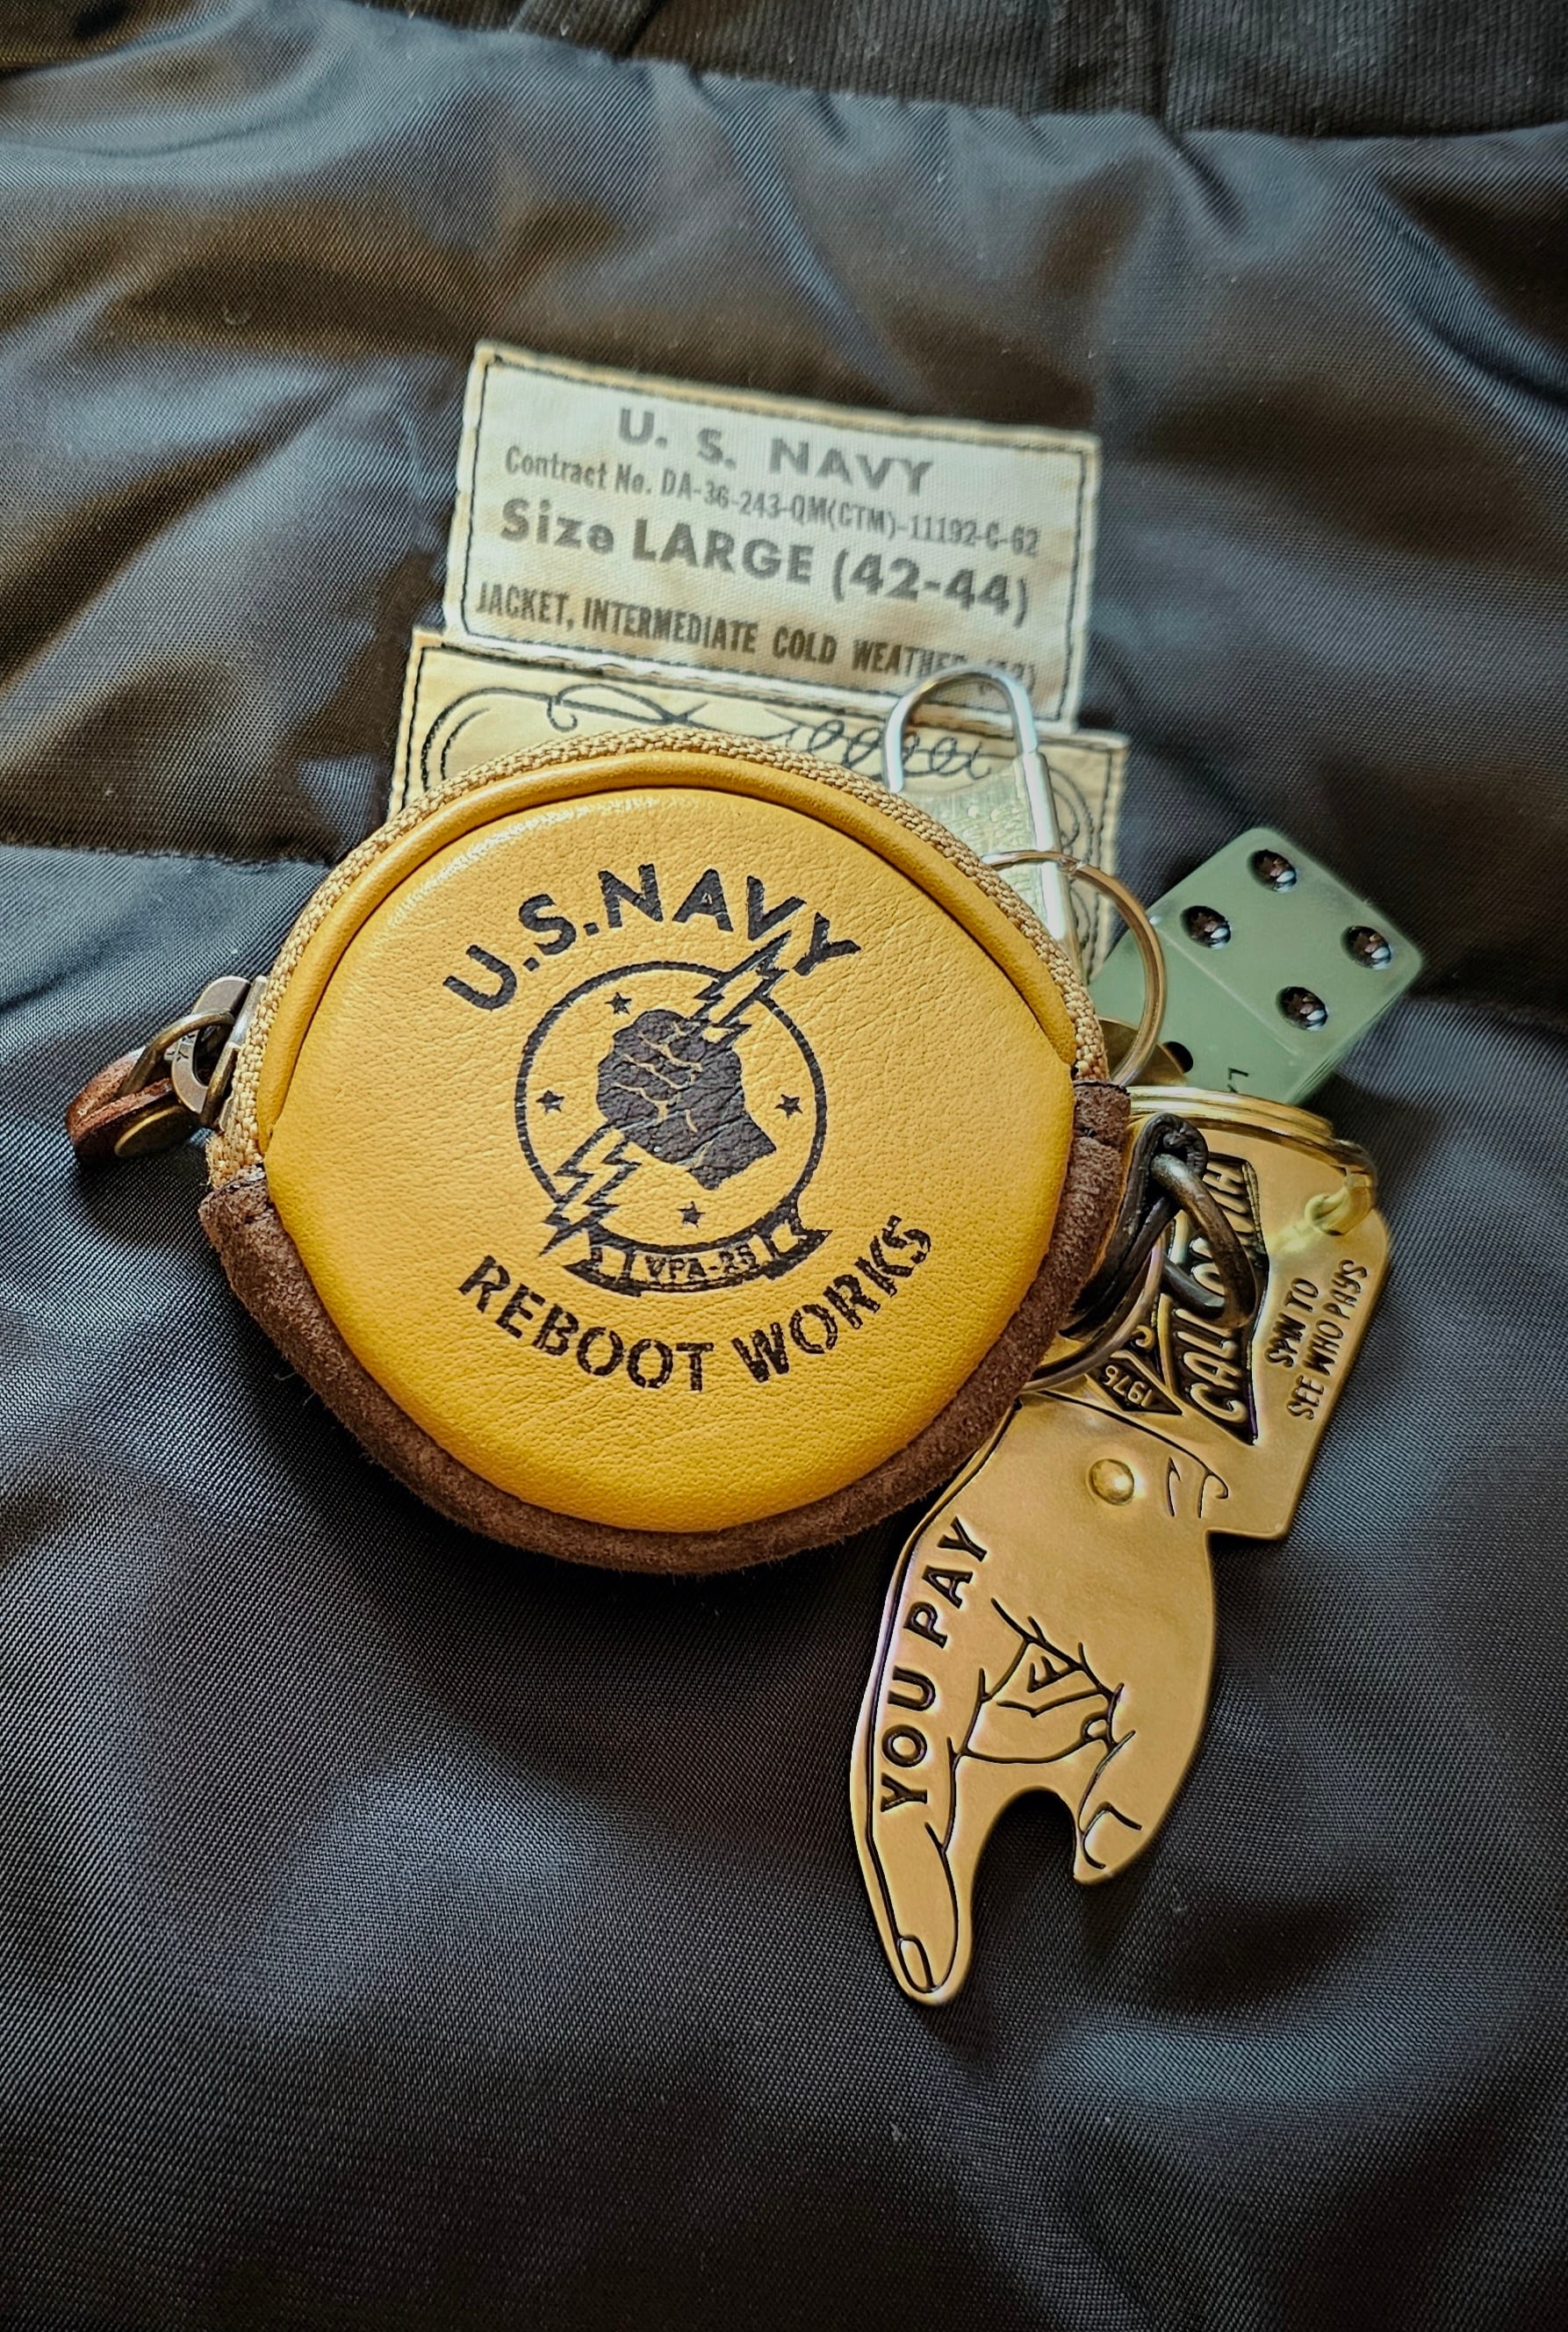 U. S. NAVY
Contract No. DA-36-243-QM(CTM)-11192-C-62
Size LARGE (42-44)
JACKET, INTERMEDIATE COLD WEATHER
U.S.NAVY
VPA-25
REBOOT WORKS
CALIFORNIA
1976
SPIN TO
SEE WHO PAYS
YOU PAY